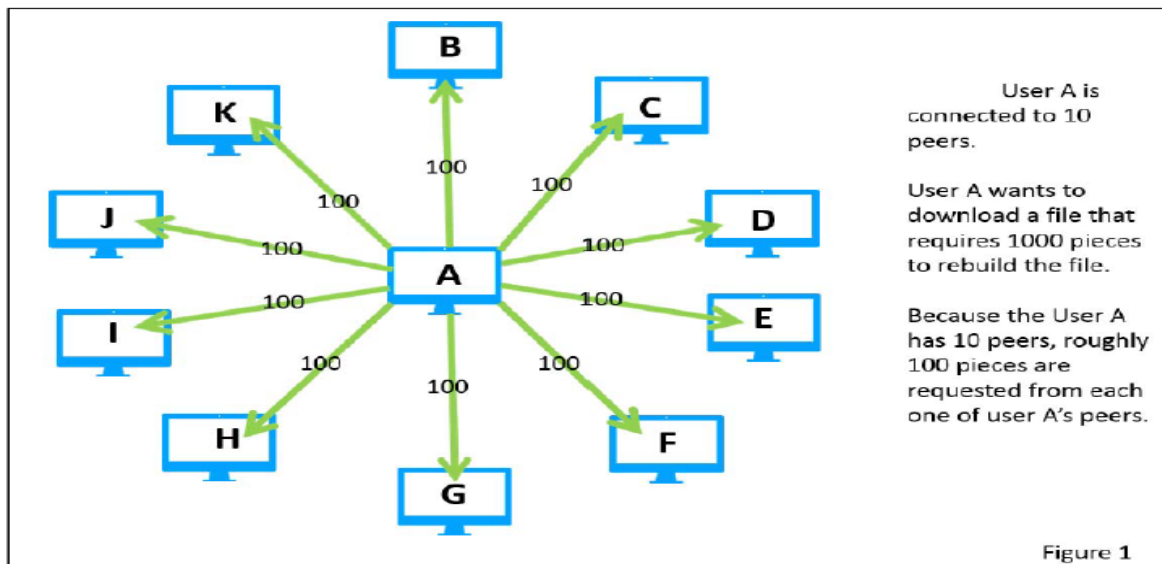 B
K
C
100
100
100
J
100
100
D
A
100
100
I
E
100
100
100
H
F
G
User A is
connected to 10
peers.
User A wants to
download a file that
requires 1000 pieces
to rebuild the file.
Because the User A
has 10 peers, roughly
100 pieces are
requested from each
one of user A’s peers.
Figure 1